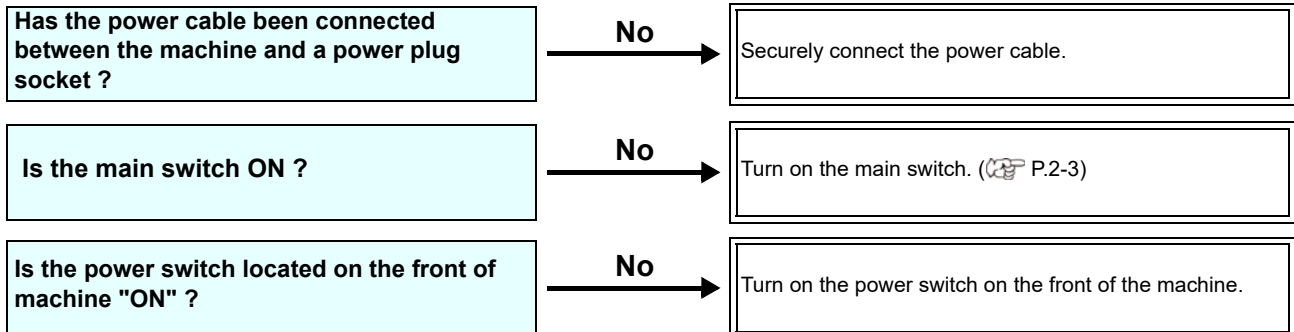 Has the power cable been connected
between the machine and a power plug
socket ?
No
Securely connect the power cable.
Is the main switch ON ?
No
Turn on the main switch. ( P.2-3)
Is the power switch located on the front of
machine "ON" ?
No
Turn on the power switch on the front of the machine.